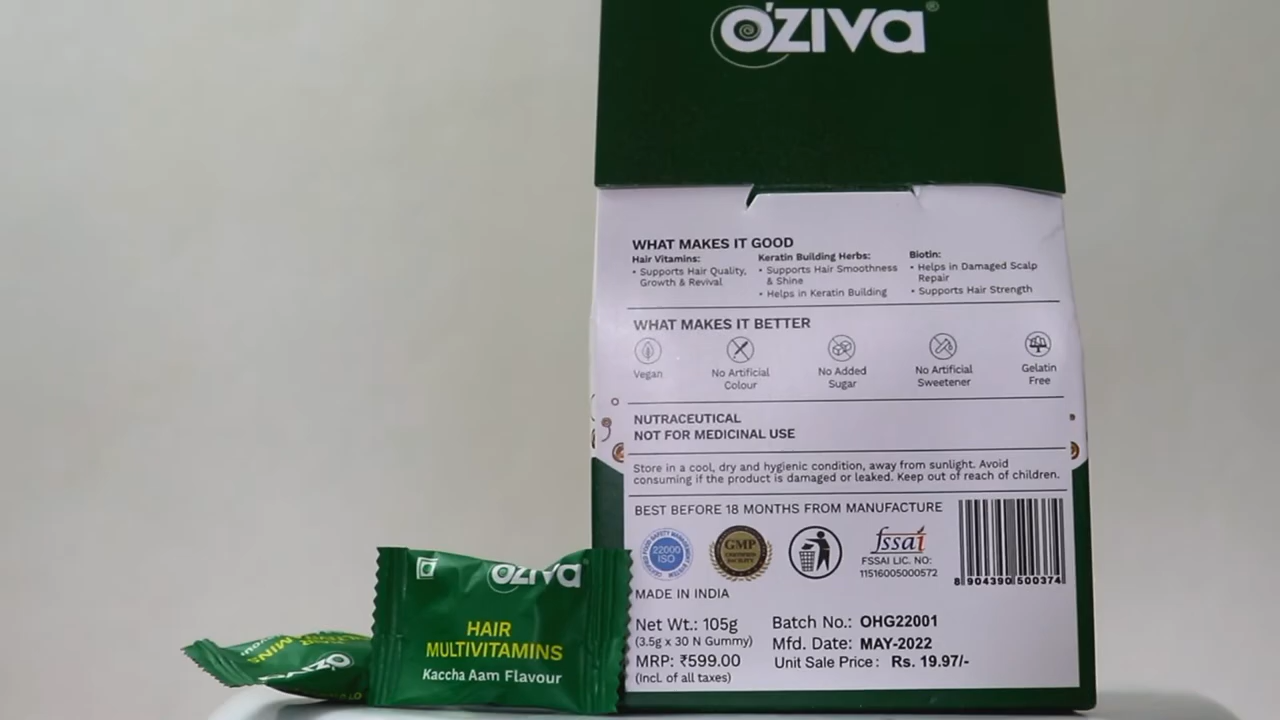 O'ZIVA®
WHAT MAKES IT GOOD
Hair Vitamins:
• Supports Hair Quality,
Growth & Revival
Keratin Building Herbs:
• Supports Hair Smoothness
& Shine
• Helps in Keratin Building
Biotin:
• Helps in Damaged Scalp
Repair
• Supports Hair Strength
WHAT MAKES IT BETTER
Vegan
No Artificial
Colour
No Added
Sugar
No Artificial
Sweetener
Gelatin
Free
NUTRACEUTICAL
NOT FOR MEDICINAL USE
Store in a cool, dry and hygienic condition, away from sunlight. Avoid
consuming if the product is damaged or leaked. Keep out of reach of children.
BEST BEFORE 18 MONTHS FROM MANUFACTURE
22000
ISO
GMP
fssai
FSSAI LIC. NO:
11516005000572
8 904390 500374
MADE IN INDIA
Net Wt.: 105g
(3.5g x 30 N Gummy)
MRP: ₹599.00
(Incl. of all taxes)
Batch No.: OHG22001
Mfd. Date: MAY-2022
Unit Sale Price: Rs. 19.97/-
OZIVA
HAIR
MULTIVITAMINS
Kaccha Aam Flavour